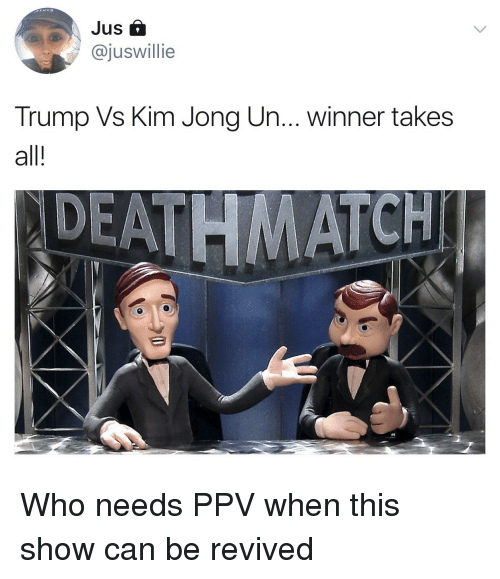 Jus
@juswillie
Trump Vs Kim Jong Un... winner takes
all!
DEATHMATCH
Who needs PPV when this
show can be revived